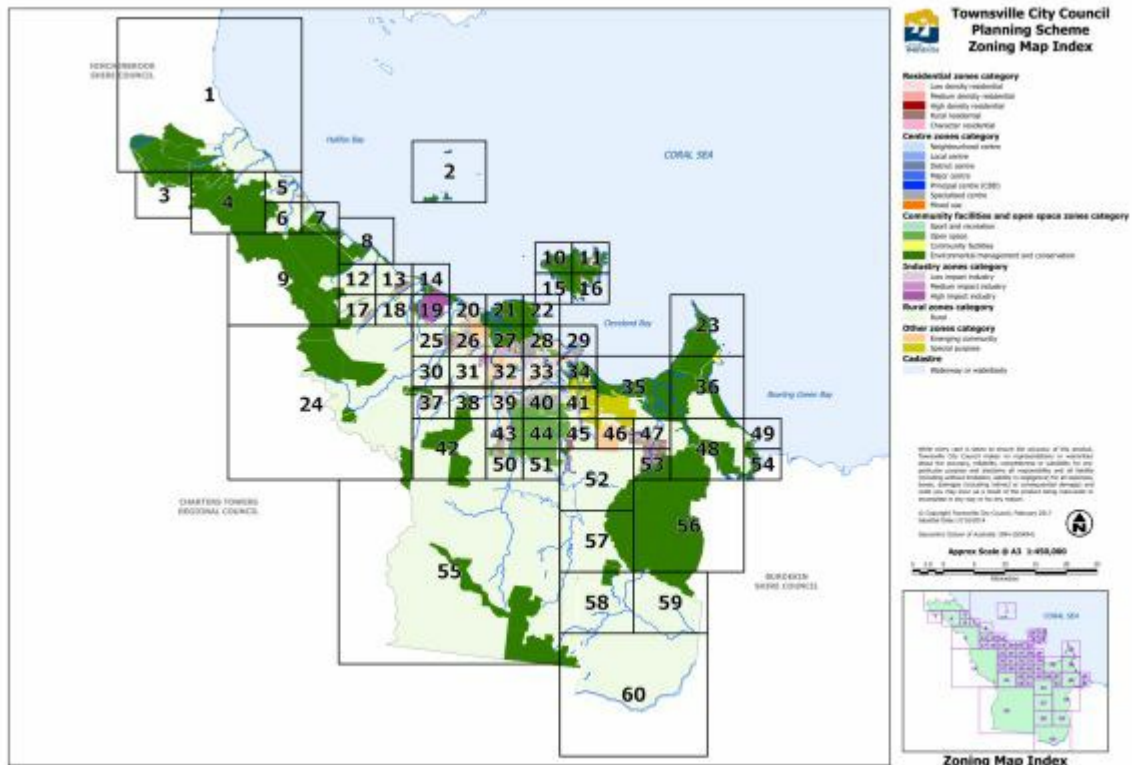 Townsville City Council
Planning Scheme
Zoning Map Index
Residential zones category
Low density residential
Medium density residential
High density residential
Rural residential
Character residential
Centre zones category
Neighbourhood centre
Local centre
District centre
Major centre
Principal centre (CBD)
Specialised centre
Mixed use
Community facilities and open space zones category
Sport and recreation
Open space
Community facilities
Environmental management and conservation
Industry zones category
Low impact industry
Medium impact industry
High impact industry
Rural zones category
Rural
Other zones category
Emerging community
Special purpose
Cadastre
Waterway or waterbody
HINCHINBROOK
SHIRE COUNCIL
Halifax Bay
CORAL SEA
Cleveland Bay
Bowling Green Bay
CHARTERS TOWERS
REGIONAL COUNCIL
BURDEKIN
SHIRE COUNCIL
1
2
3
4
5
6
7
8
9
10
11
12
13
14
15
16
17
18
19
20
21
22
23
24
25
26
27
28
29
30
31
32
33
34
35
36
37
38
39
40
41
42
43
44
45
46
47
48
49
50
51
52
53
54
55
56
57
58
59
60
N
Approx Scale @ A3 1:450,000
Kilometres
CORAL SEA
Zoning Map Index